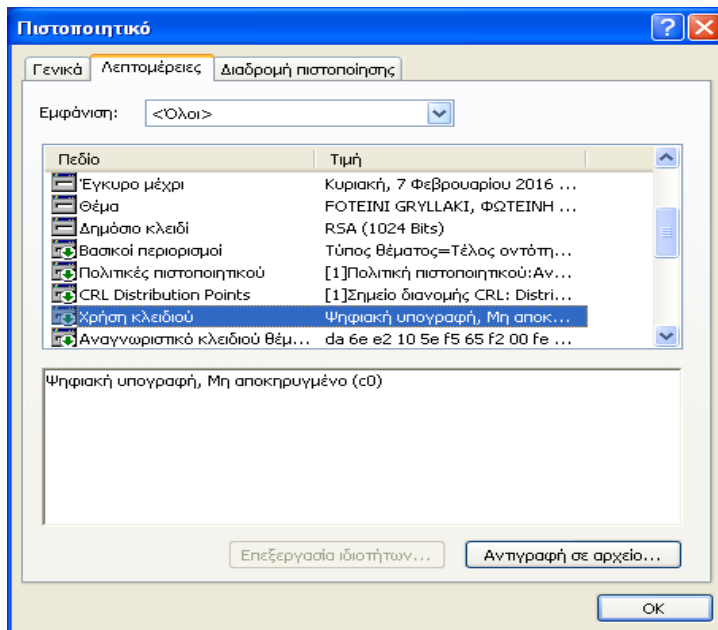 Πιστοποιητικό
Γενικά Λεπτομέρειες Διαδρομή πιστοποίησης
Εμφάνιση: <Όλοι>
Πεδίο Τιμή
Έγκυρο μέχρι Κυριακή, 7 Φεβρουαρίου 2016 ...
Θέμα FOTEINI GRYLLAKI, ΦΩΤΕΙΝΗ ...
Δημόσιο κλειδί RSA (1024 Bits)
Βασικοί περιορισμοί Τύπος θέματος=Τέλος οντότη...
Πολιτικές πιστοποιητικού [1]Πολιτική πιστοποιητικού:Αν...
CRL Distribution Points [1]Σημείο διανομής CRL: Distri...
Χρήση κλειδιού Ψηφιακή υπογραφή, Μη αποκ...
Αναγνωριστικό κλειδιού θέμ... da 6e e2 10 5e f5 65 f2 00 fe ...
Ψηφιακή υπογραφή, Μη αποκηρυγμένο (c0)
Επεξεργασία ιδιοτήτων... Αντιγραφή σε αρχείο...
OK